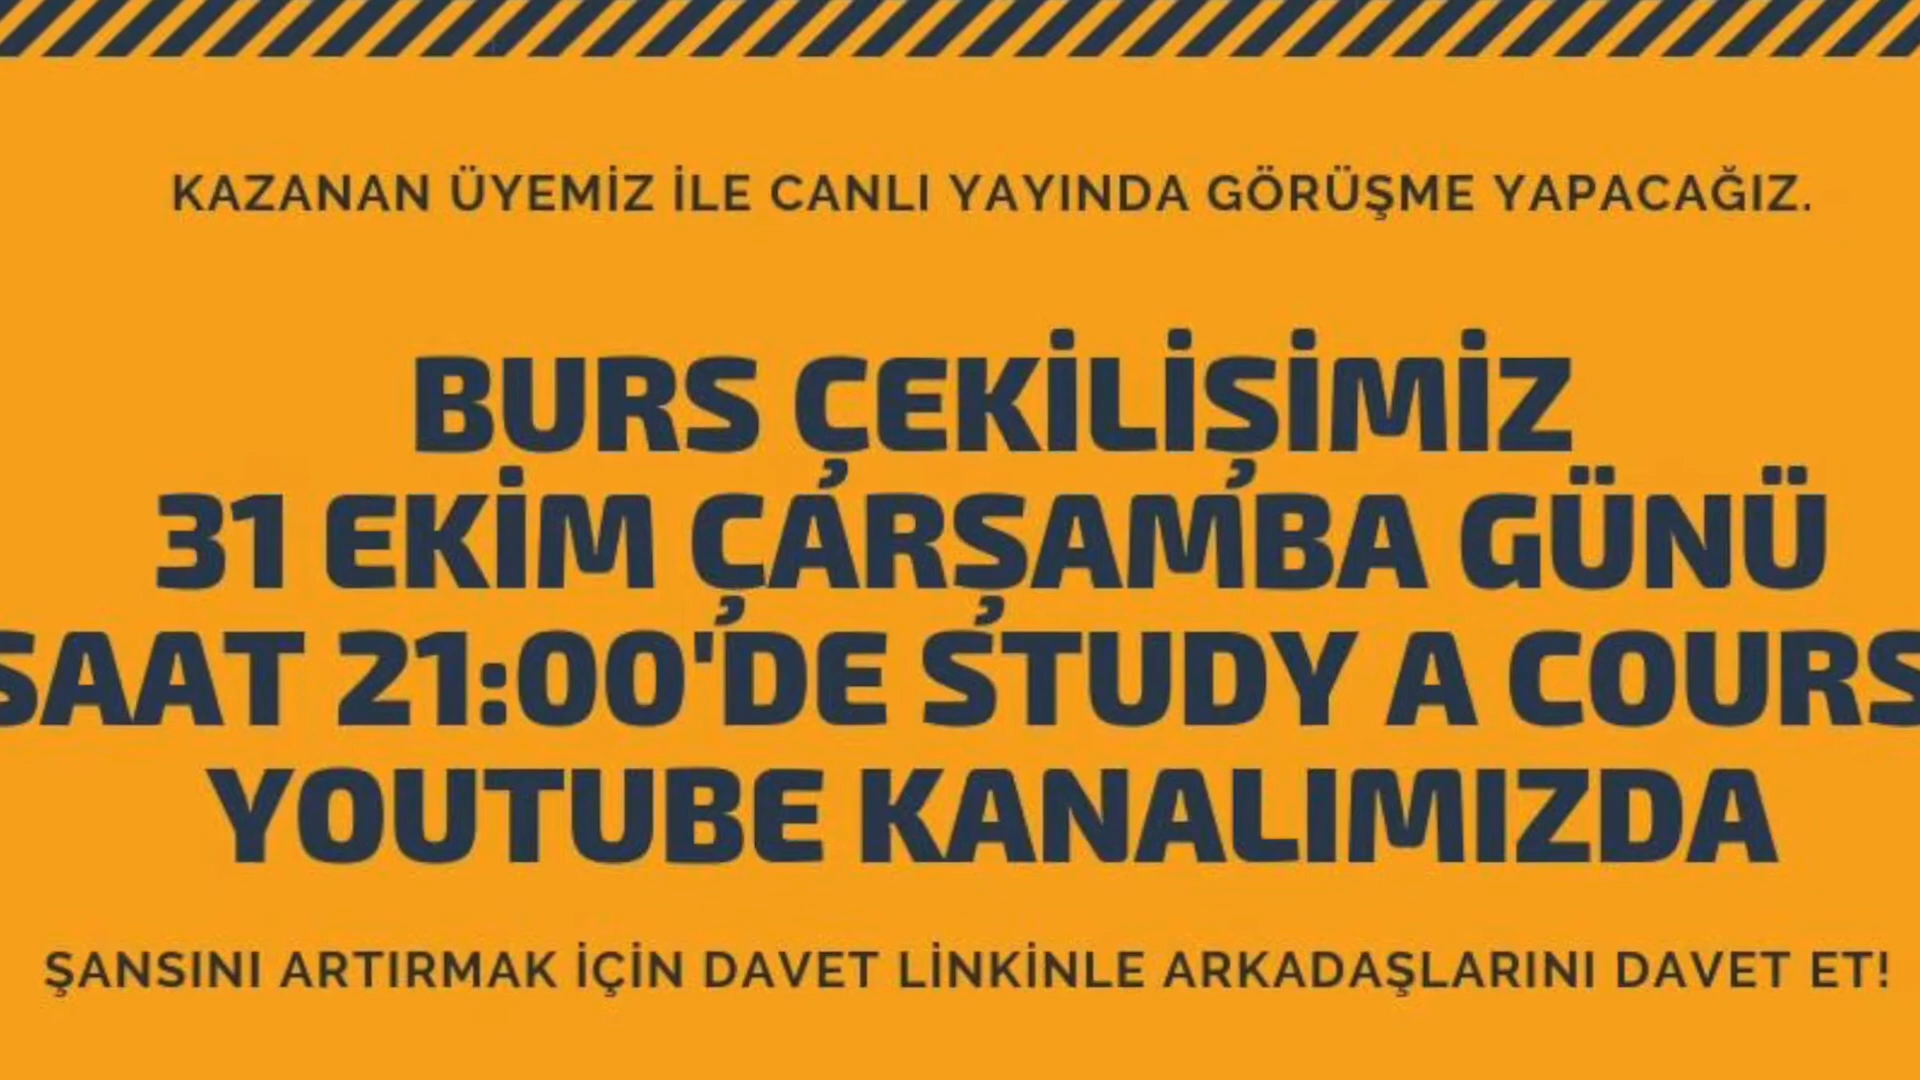 KAZANAN ÜYEMİZ İLE CANLI YAYINDA GÖRÜŞME YAPACAĞIZ.
BURS ÇEKİLİŞİMİZ
31 EKİM ÇARŞAMBA GÜNÜ
SAAT 21:00'DE STUDY A COURS
YOUTUBE KANALIMIZDA
ŞANSINI ARTIRMAK İÇİN DAVET LİNKİNLE ARKADAŞLARINI DAVET ET!